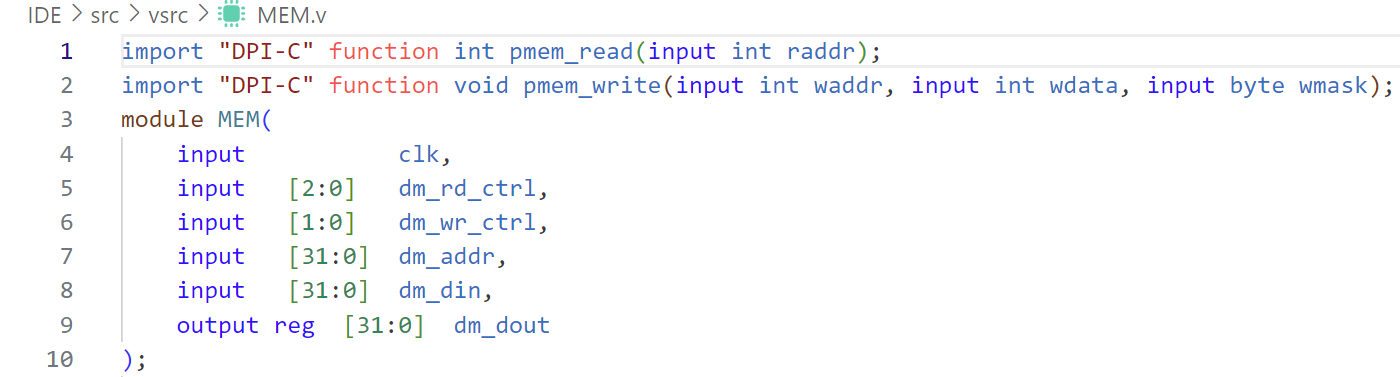 IDE > src > vsrc > MEM.v
1 import "DPI-C" function int pmem_read(input int raddr);
2 import "DPI-C" function void pmem_write(input int waddr, input int wdata, input byte wmask);
3 module MEM(
4 input clk,
5 input [2:0] dm_rd_ctrl,
6 input [1:0] dm_wr_ctrl,
7 input [31:0] dm_addr,
8 input [31:0] dm_din,
9 output reg [31:0] dm_dout
10 );